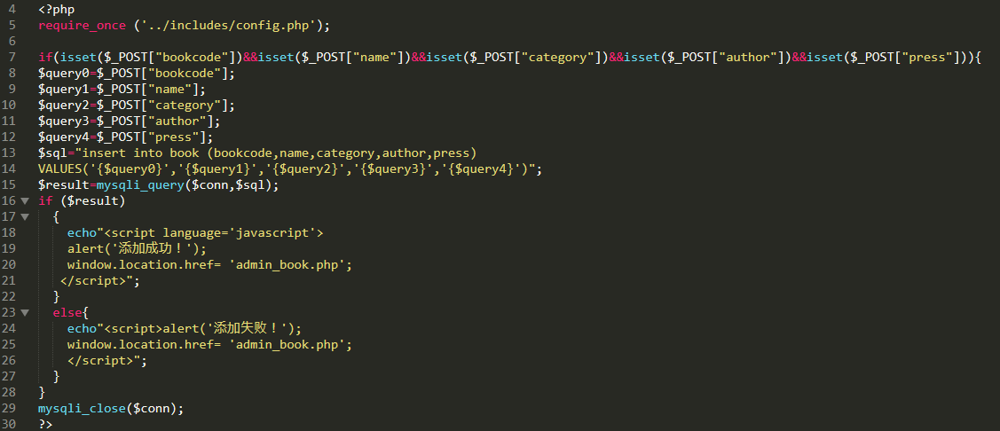 4 <?php
5 require_once ('../includes/config.php');
6
7 if(isset($_POST["bookcode"])&&isset($_POST["name"])&&isset($_POST["category"])&&isset($_POST["author"])&&isset($_POST["press"])){
8 $query0=$_POST["bookcode"];
9 $query1=$_POST["name"];
10 $query2=$_POST["category"];
11 $query3=$_POST["author"];
12 $query4=$_POST["press"];
13 $sql="insert into book (bookcode,name,category,author,press)
14 VALUES('{$query0}','{$query1}','{$query2}','{$query3}','{$query4}')";
15 $result=mysqli_query($conn,$sql);
16 if ($result)
17 {
18 echo"<script language='javascript'>
19 alert('添加成功！');
20 window.location.href= 'admin_book.php';
21 </script>";
22 }
23 else{
24 echo"<script>alert('添加失败！');
25 window.location.href= 'admin_book.php';
26 </script>";
27 }
28 }
29 mysqli_close($conn);
30 ?>